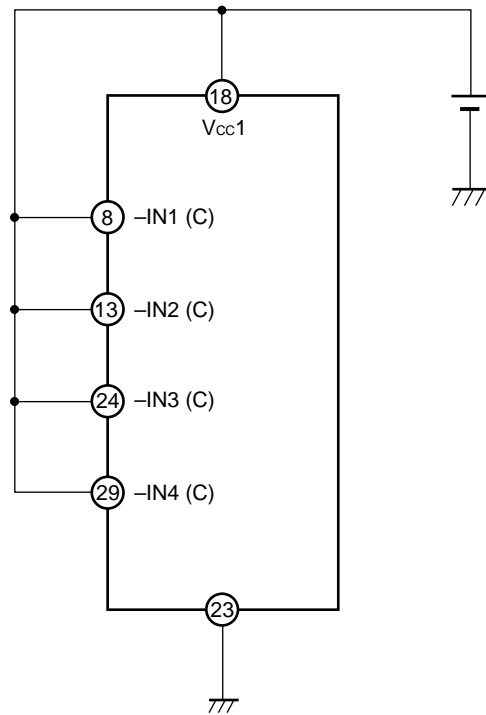 18
Vcc1
8 –IN1 (C)
13 –IN2 (C)
24 –IN3 (C)
29 –IN4 (C)
23